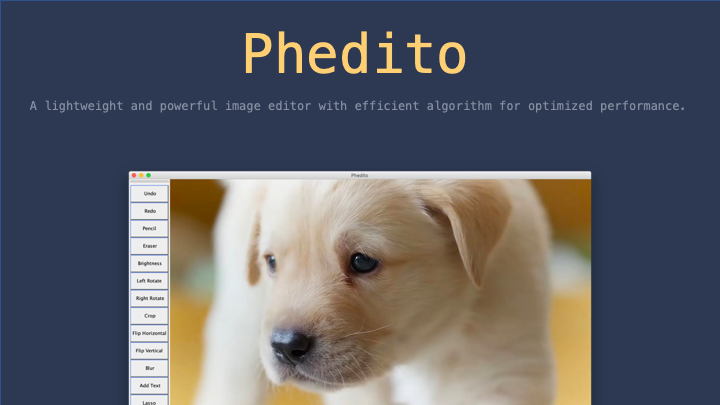 Phedito
A lightweight and powerful image editor with efficient algorithm for optimized performance.
Phedito
Undo
Redo
Pencil
Eraser
Brightness
Left Rotate
Right Rotate
Crop
Flip Horizontal
Flip Vertical
Blur
Add Text
Lasso